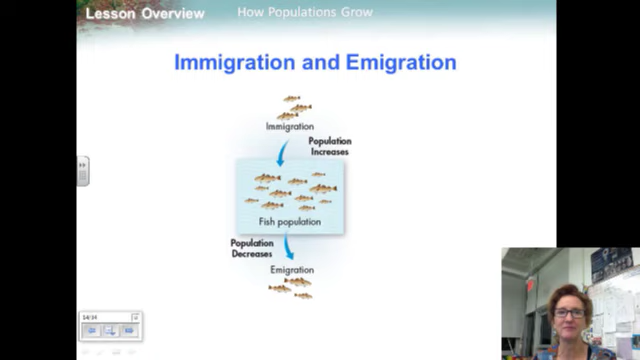 Lesson Overview
How Populations Grow
Immigration and Emigration
Immigration
Population
Increases
Fish population
Population
Decreases
Emigration